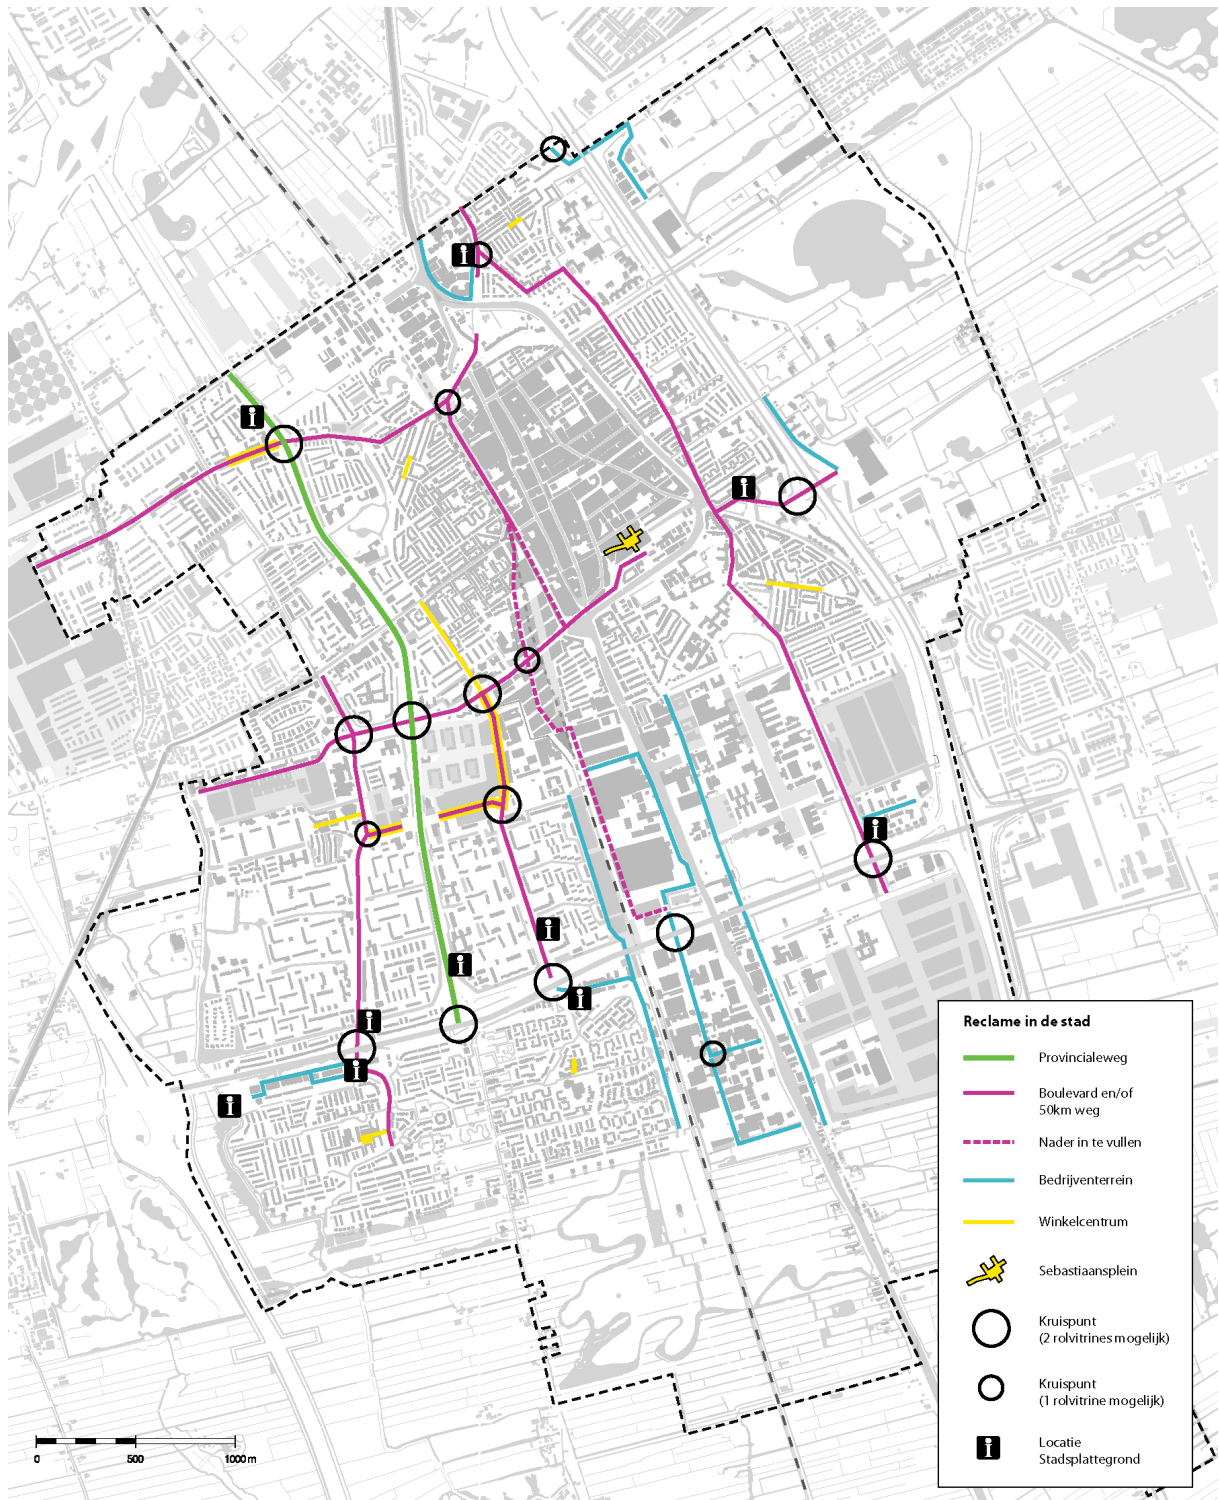 Reclame in de stad
Provincialeweg
Boulevard en/of
50km weg
Nader in te vullen
Bedrijventerrein
Winkelcentrum
Sebastiaansplein
Kruispunt
(2 rolvitrines mogelijk)
Kruispunt
(1 rolvitrine mogelijk)
i Locatie
Stadsplattegrond
0 500 1000 m
i
i
i
i
i
i
i
i
i
i